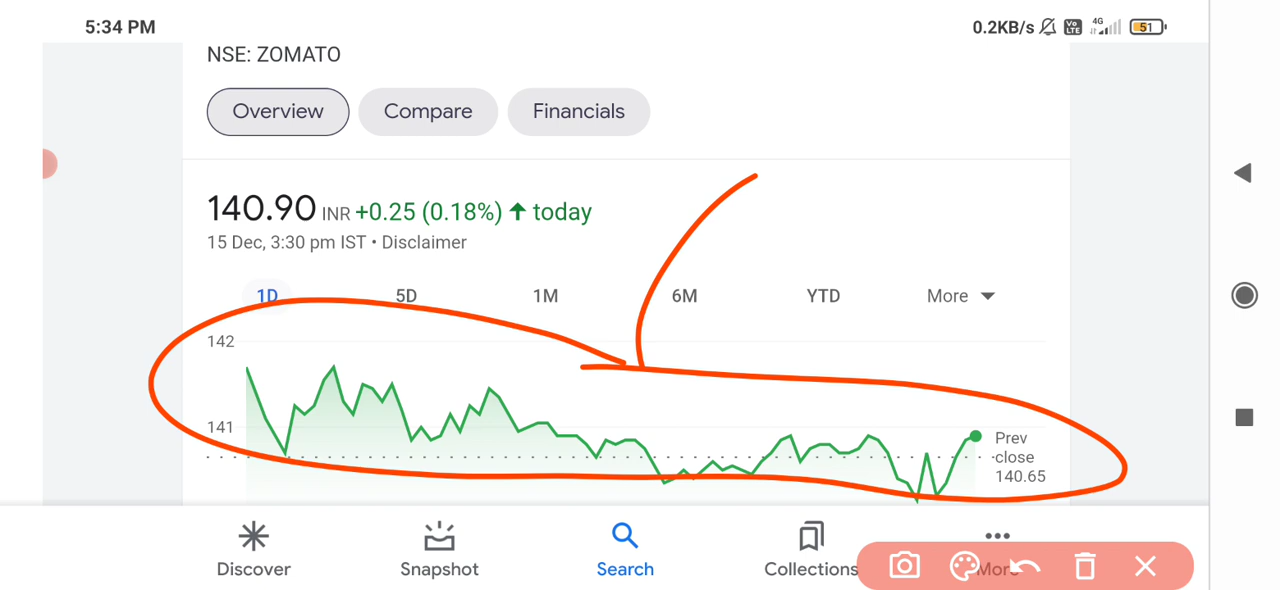 5:34 PM 0.2KB/s Vo LTE 4G 51
NSE: ZOMATO
Overview Compare Financials
140.90 INR +0.25 (0.18%) ↑ today
15 Dec, 3:30 pm IST • Disclaimer
1D 5D 1M 6M YTD More
142
141
Prev
close
140.65
Discover Snapshot Search Collections More